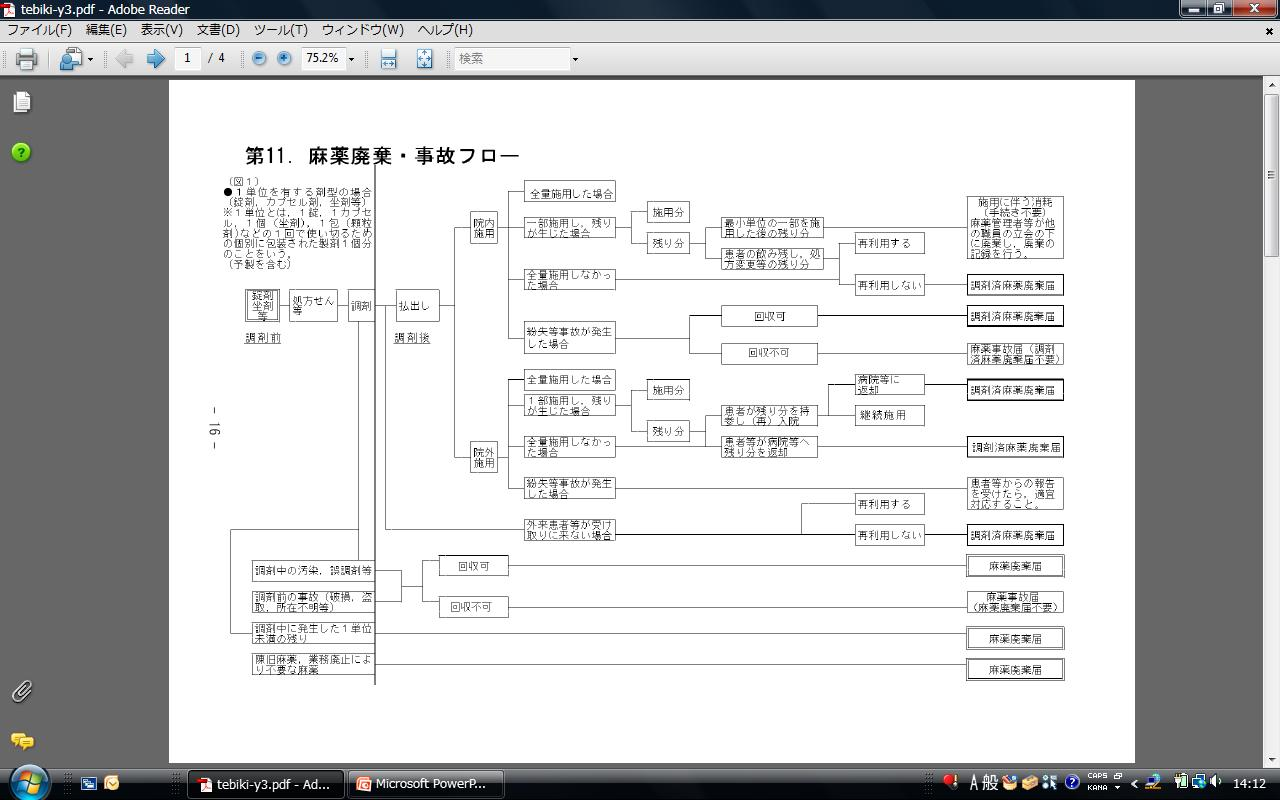 tebiki-y3.pdf - Adobe Reader
ファイル(F) 編集(E) 表示(V) 文書(D) ツール(T) ウィンドウ(W) ヘルプ(H)
1 / 4 75.2% 検索
第11. 麻薬廃棄・事故フロー
(図1)
●1単位を有する剤型の場合
(錠剤,カプセル剤,坐剤等)
※1単位とは,1錠,1カプセ
ル,1個(坐剤),1包(顆粒
剤)などの1回で使い切るため
の個別に包装された製剤1個分
のことをいう。
(予製を含む)
錠剤
坐剤
等
処方せん
等
調剤
払出し
調剤前
調剤後
院内
施用
全量施用した場合
一部施用し,残り
が生じた場合
施用分
残り分
最小単位の一部を施
用した後の残り分
患者の飲み残し,処
方変更等の残り分
施用に伴う消耗
(手続き不要)
麻薬管理者等が他
の職員の立会の下
に廃棄し,廃棄の
記録を行う。
再利用する
全量施用しなかっ
た場合
再利用しない
調剤済麻薬廃棄届
紛失等事故が発生
した場合
回収可
調剤済麻薬廃棄届
回収不可
麻薬事故届(調剤
済麻薬廃棄届不要)
院外
施用
全量施用した場合
1部施用し,残り
が生じた場合
施用分
残り分
患者が残り分を持
参し(再)入院
病院等に
返却
調剤済麻薬廃棄届
継続施用
全量施用しなかっ
た場合
患者等が病院等へ
残り分を返却
調剤済麻薬廃棄届
紛失等事故が発生
した場合
患者等からの報告
を受けたら,適宜
対応すること。
外来患者等が受け
取りに来ない場合
再利用する
再利用しない
調剤済麻薬廃棄届
調剤中の汚染,誤調剤等
調剤前の事故(破損,盗
取,所在不明等)
回収可
麻薬廃棄届
回収不可
麻薬事故届
(麻薬廃棄届不要)
調剤中に発生した1単位
未満の残り
麻薬廃棄届
陳旧麻薬,業務廃止によ
り不要な麻薬
麻薬廃棄届
- 16 -
tebiki-y3.pdf - Ad... Microsoft PowerP... A 般 CAPS KANA 14:12